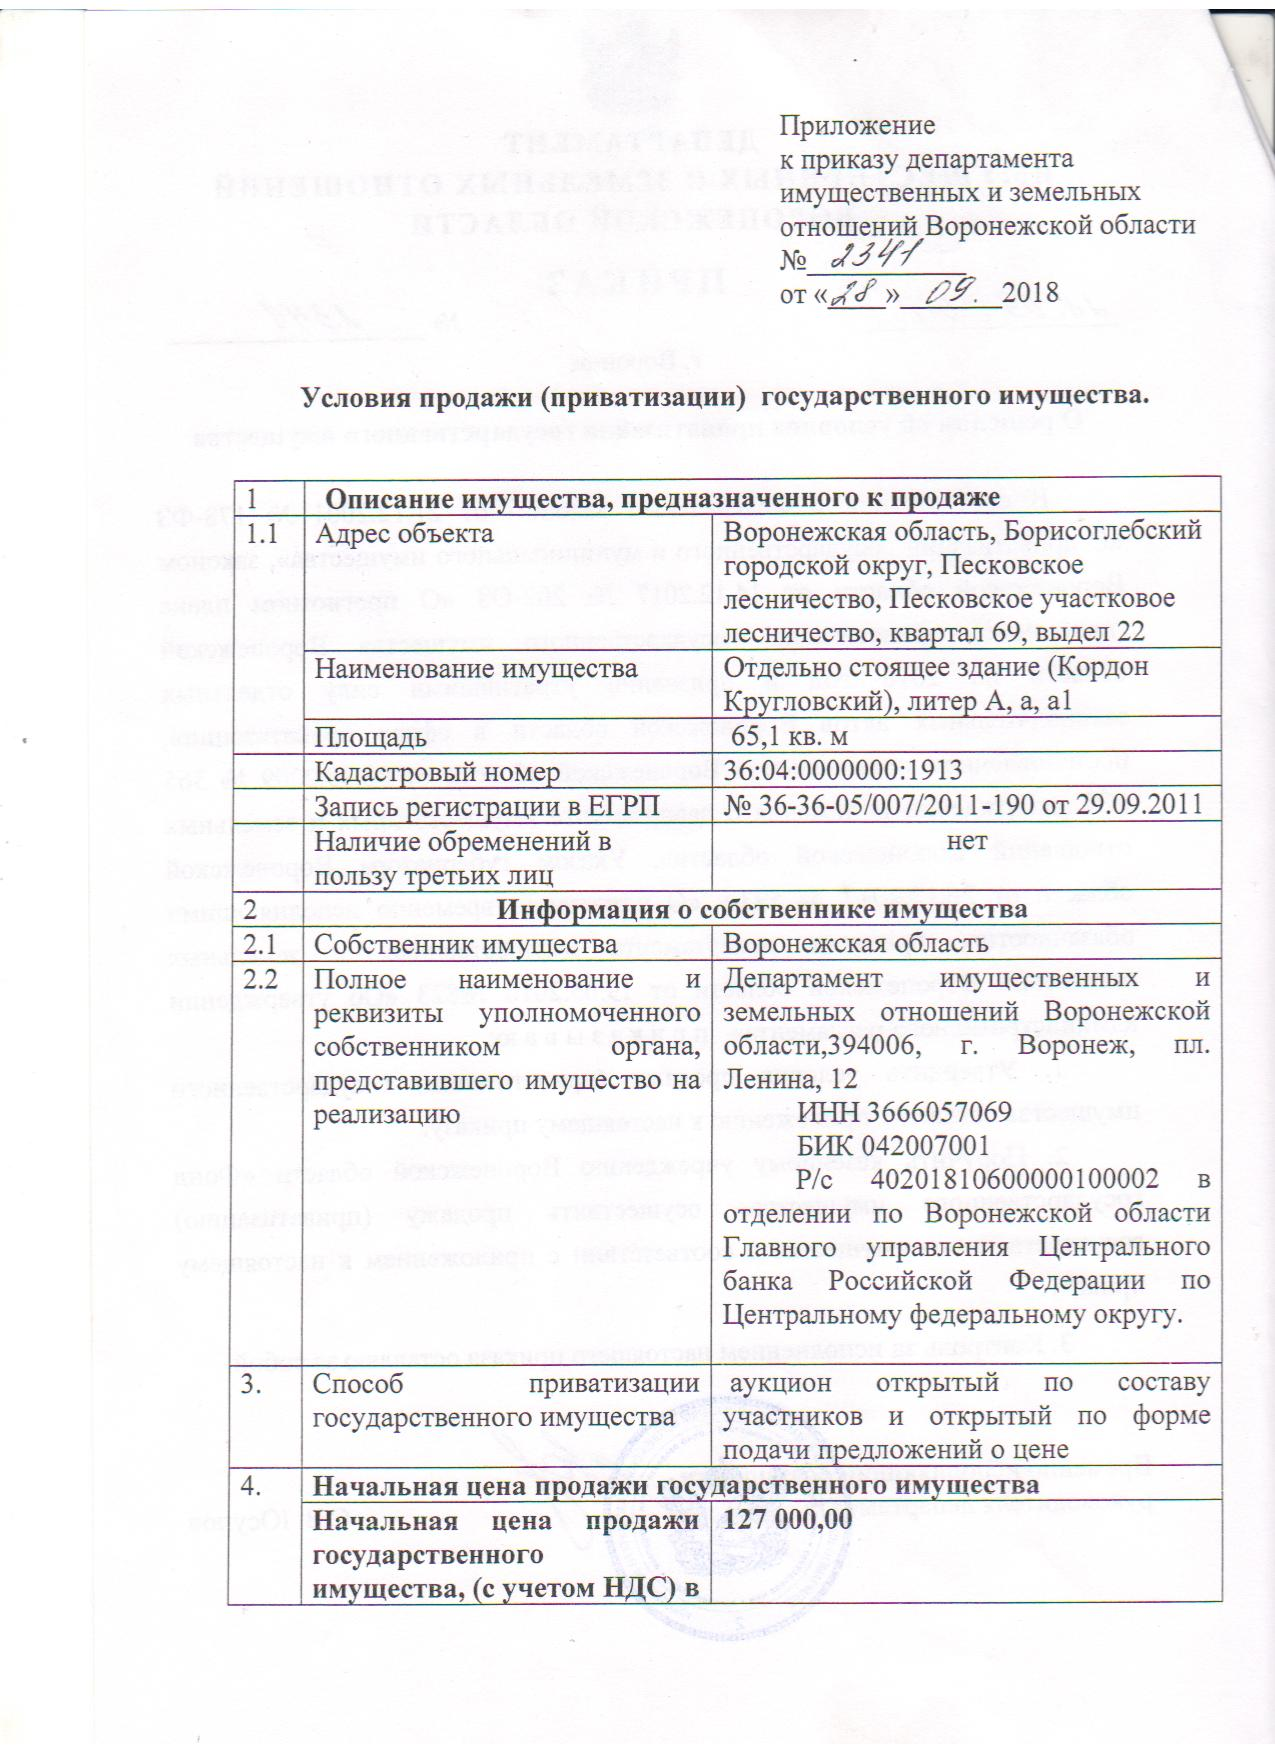 Приложение
к приказу департамента
имущественных и земельных
отношений Воронежской области
№ 2341
от «28» 09. 2018
Условия продажи (приватизации) государственного имущества.
1 Описание имущества, предназначенного к продаже
1.1 Адрес объекта Воронежская область, Борисоглебский
городской округ, Песковское
лесничество, Песковское участковое
лесничество, квартал 69, выдел 22
Наименование имущества Отдельно стоящее здание (Кордон
Кругловский), литер А, а, а1
Площадь 65,1 кв. м
Кадастровый номер 36:04:0000000:1913
Запись регистрации в ЕГРП № 36-36-05/007/2011-190 от 29.09.2011
Наличие обременений в нет
пользу третьих лиц
2 Информация о собственнике имущества
2.1 Собственник имущества Воронежская область
2.2 Полное наименование и Департамент имущественных и
реквизиты уполномоченного земельных отношений Воронежской
собственником органа, области,394006, г. Воронеж, пл.
представившего имущество на Ленина, 12
реализацию ИНН 3666057069
БИК 042007001
Р/с 40201810600000100002 в
отделении по Воронежской области
Главного управления Центрального
банка Российской Федерации по
Центральному федеральному округу.
3. Способ приватизации аукцион открытый по составу
государственного имущества участников и открытый по форме
подачи предложений о цене
4. Начальная цена продажи государственного имущества
Начальная цена продажи 127 000,00
государственного
имущества, (с учетом НДС) в